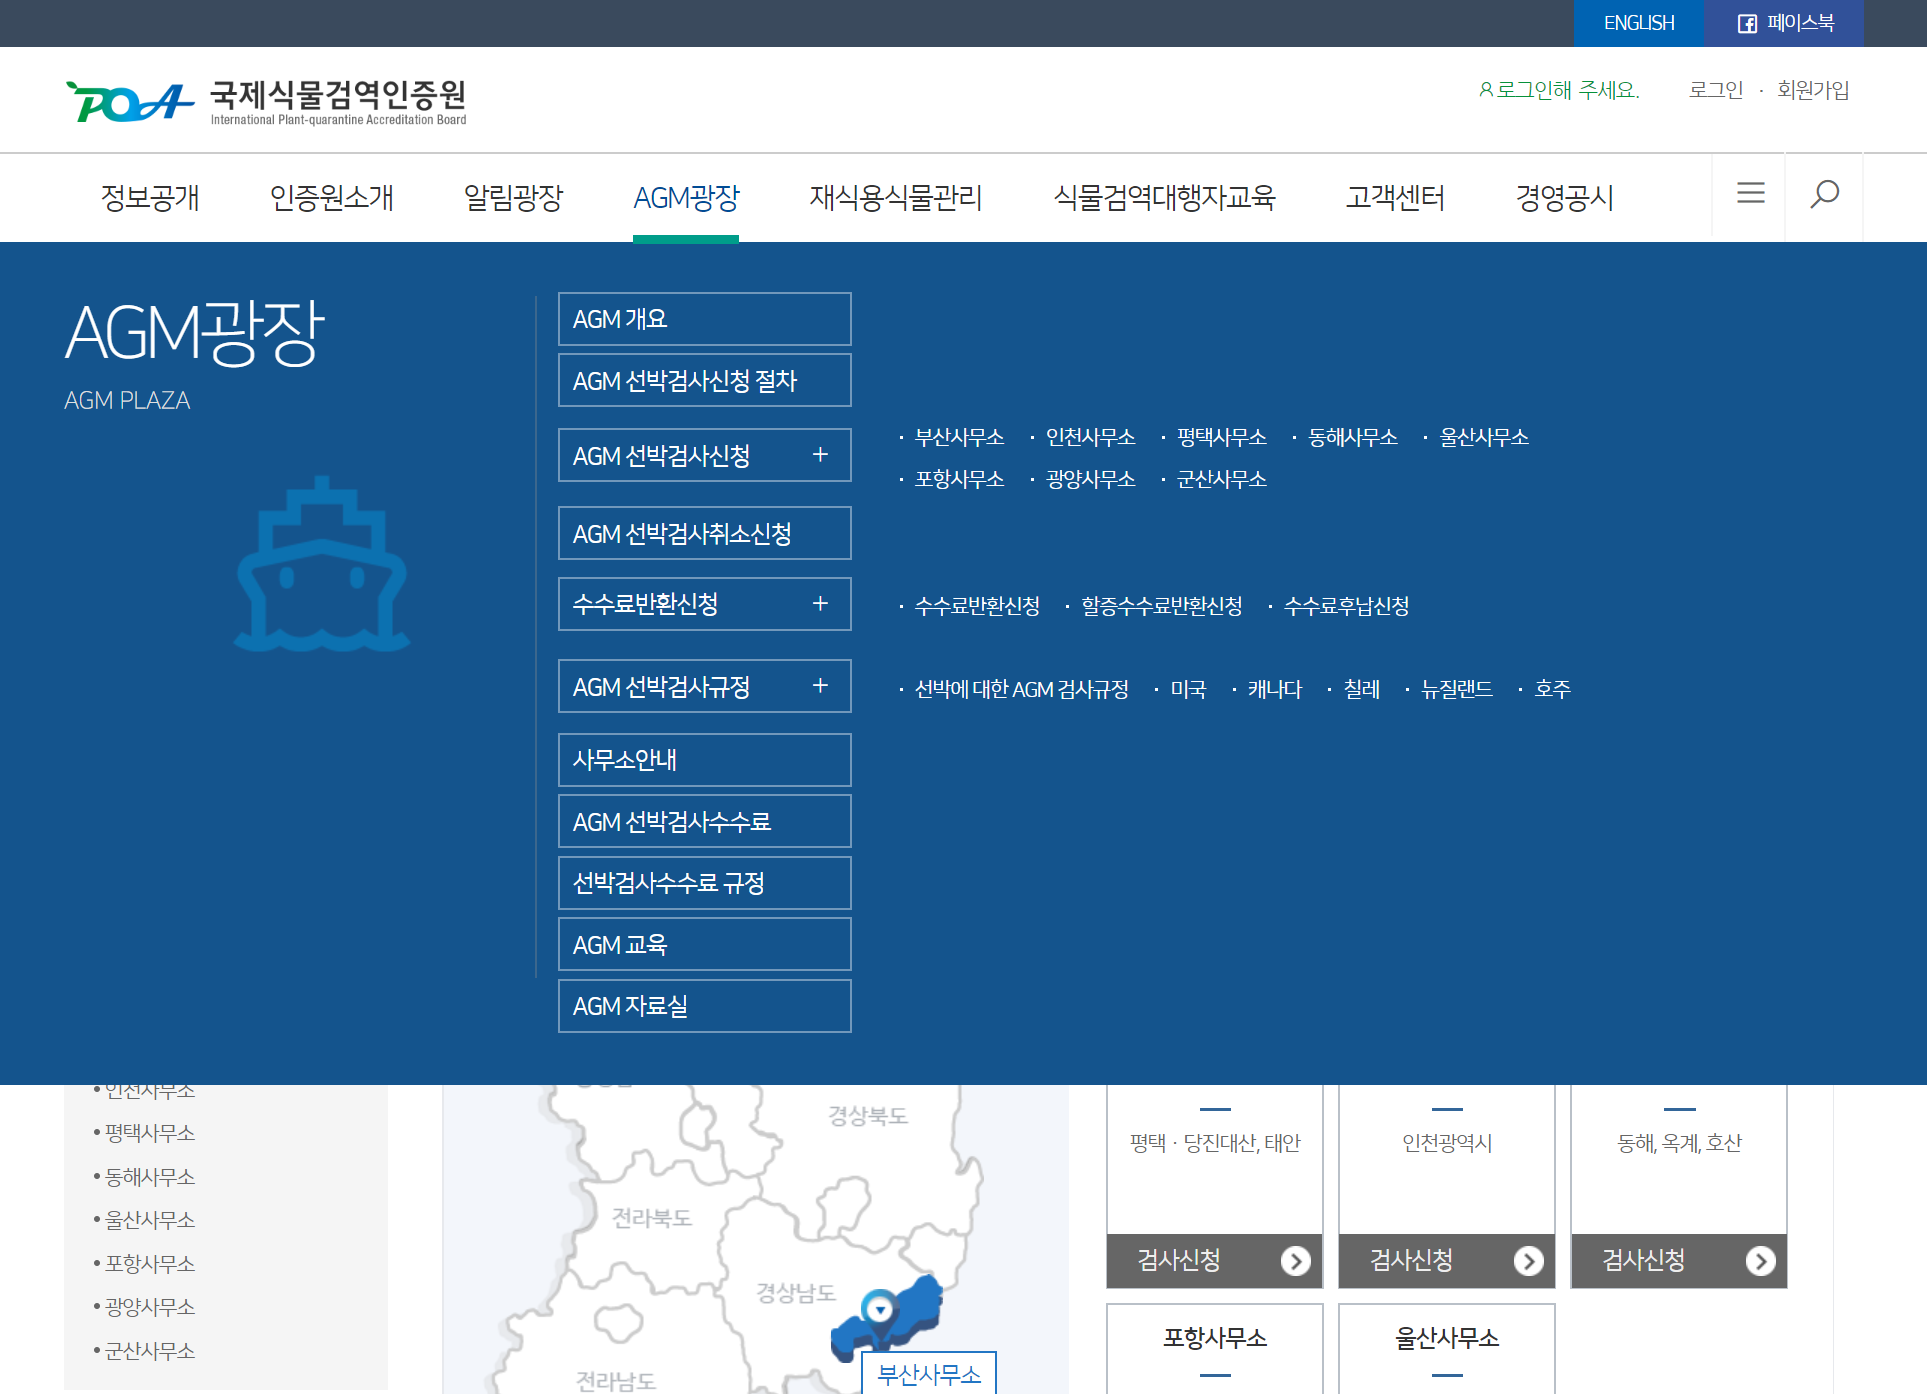 ENGLISH
페이스북
PQA 국제식물검역인증원
International Plant-quarantine Accreditation Board
로그인해 주세요.
로그인 · 회원가입
정보공개 인증원소개 알림광장 AGM광장 재식용식물관리 식물검역대행자교육 고객센터 경영공시
AGM광장
AGM PLAZA
AGM 개요
AGM 선박검사신청 절차
AGM 선박검사신청 +
· 부산사무소 · 인천사무소 · 평택사무소 · 동해사무소 · 울산사무소
· 포항사무소 · 광양사무소 · 군산사무소
AGM 선박검사취소신청
수수료반환신청 +
· 수수료반환신청 · 할증수수료반환신청 · 수수료후납신청
AGM 선박검사규정 +
· 선박에 대한 AGM 검사규정 · 미국 · 캐나다 · 칠레 · 뉴질랜드 · 호주
사무소안내
AGM 선박검사수수료
선박검사수수료 규정
AGM 교육
AGM 자료실
• 인천사무소
• 평택사무소
• 동해사무소
• 울산사무소
• 포항사무소
• 광양사무소
• 군산사무소
경상북도
전라북도
경상남도
전라남도
부산사무소
평택 · 당진대산, 태안
검사신청
인천광역시
검사신청
동해, 옥계, 호산
검사신청
포항사무소
울산사무소